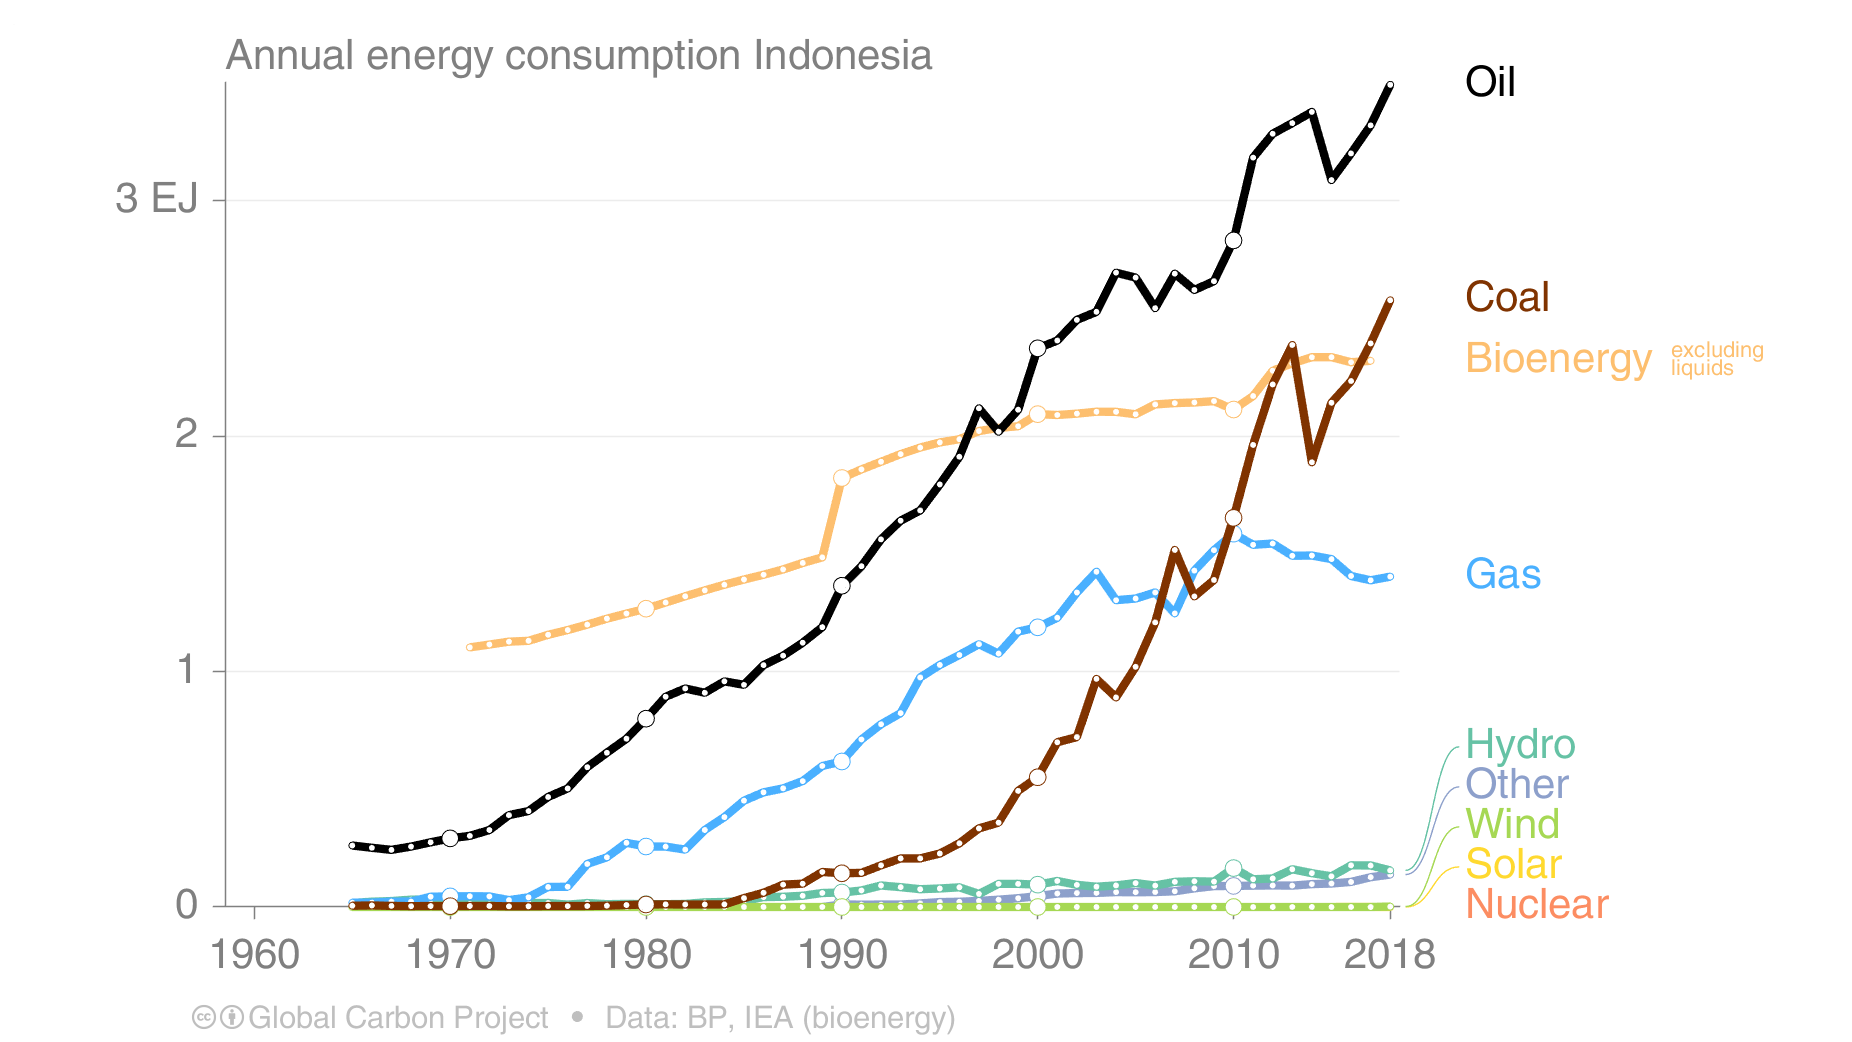 Annual energy consumption Indonesia
Oil
3 EJ
Coal
Bioenergy excluding
liquids
2
Gas
1
Hydro
Other
Wind
Solar
0
Nuclear
1960 1970 1980 1990 2000 2010 2018
cc Global Carbon Project • Data: BP, IEA (bioenergy)